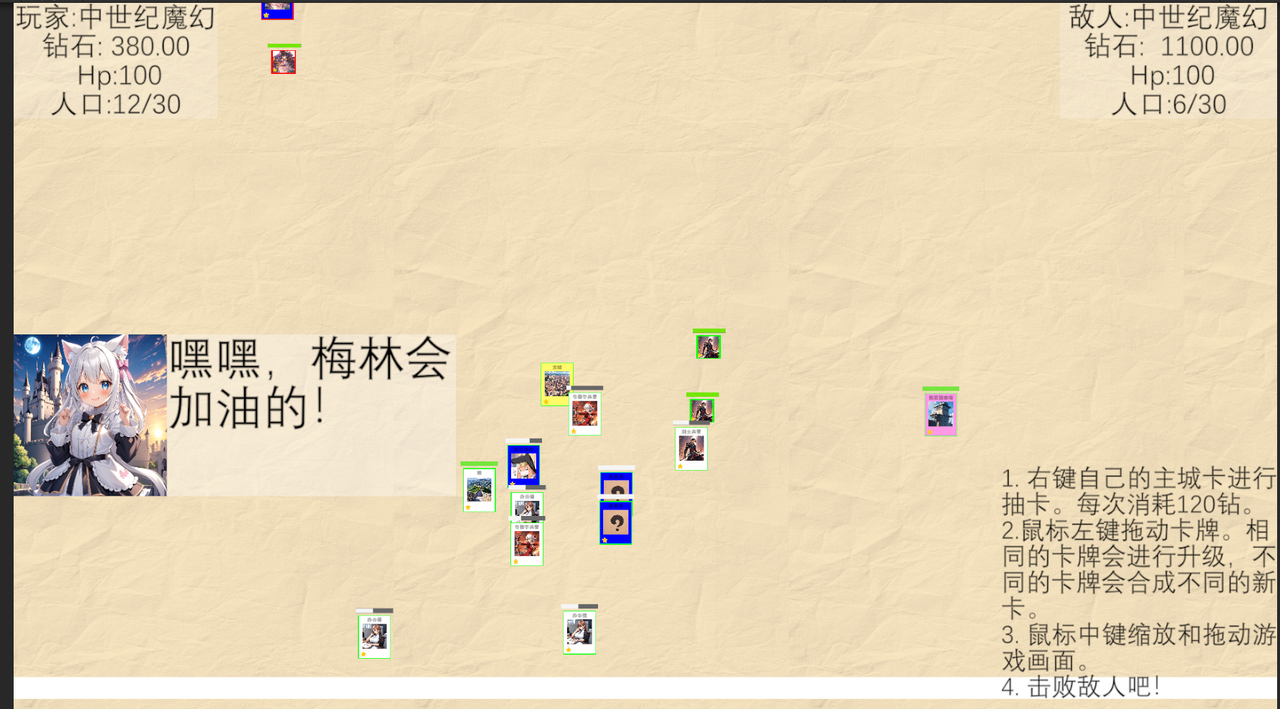 玩家:中世纪魔幻
钻石: 380.00
Hp:100
人口:12/30
敌人:中世纪魔幻
钻石: 1100.00
Hp:100
人口:6/30
嘿嘿，梅林会
加油的！
主城
骑士兵营
?
?
1. 右键自己的主城卡进行
抽卡。每次消耗120钻。
2.鼠标左键拖动卡牌。相
同的卡牌会进行升级，不
同的卡牌会合成不同的新
卡。
3. 鼠标中键缩放和拖动游
戏画面。
4. 击败敌人吧！